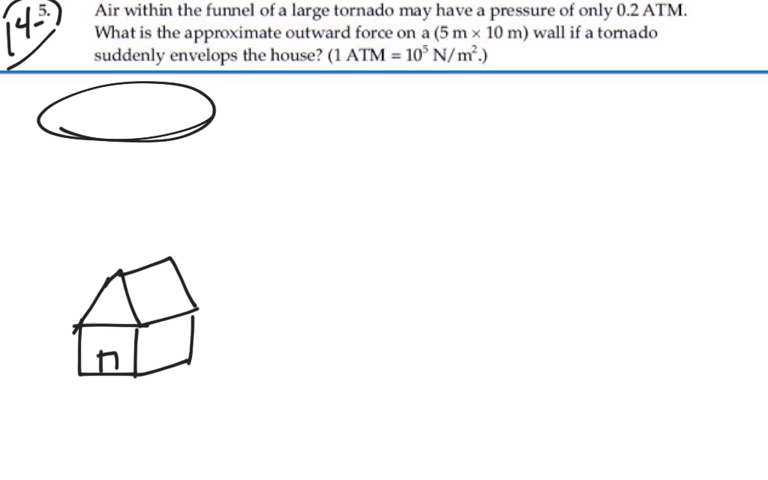 14-5.
Air within the funnel of a large tornado may have a pressure of only 0.2 ATM.
What is the approximate outward force on a (5 m × 10 m) wall if a tornado
suddenly envelops the house? (1 ATM = 10⁵ N/m².)